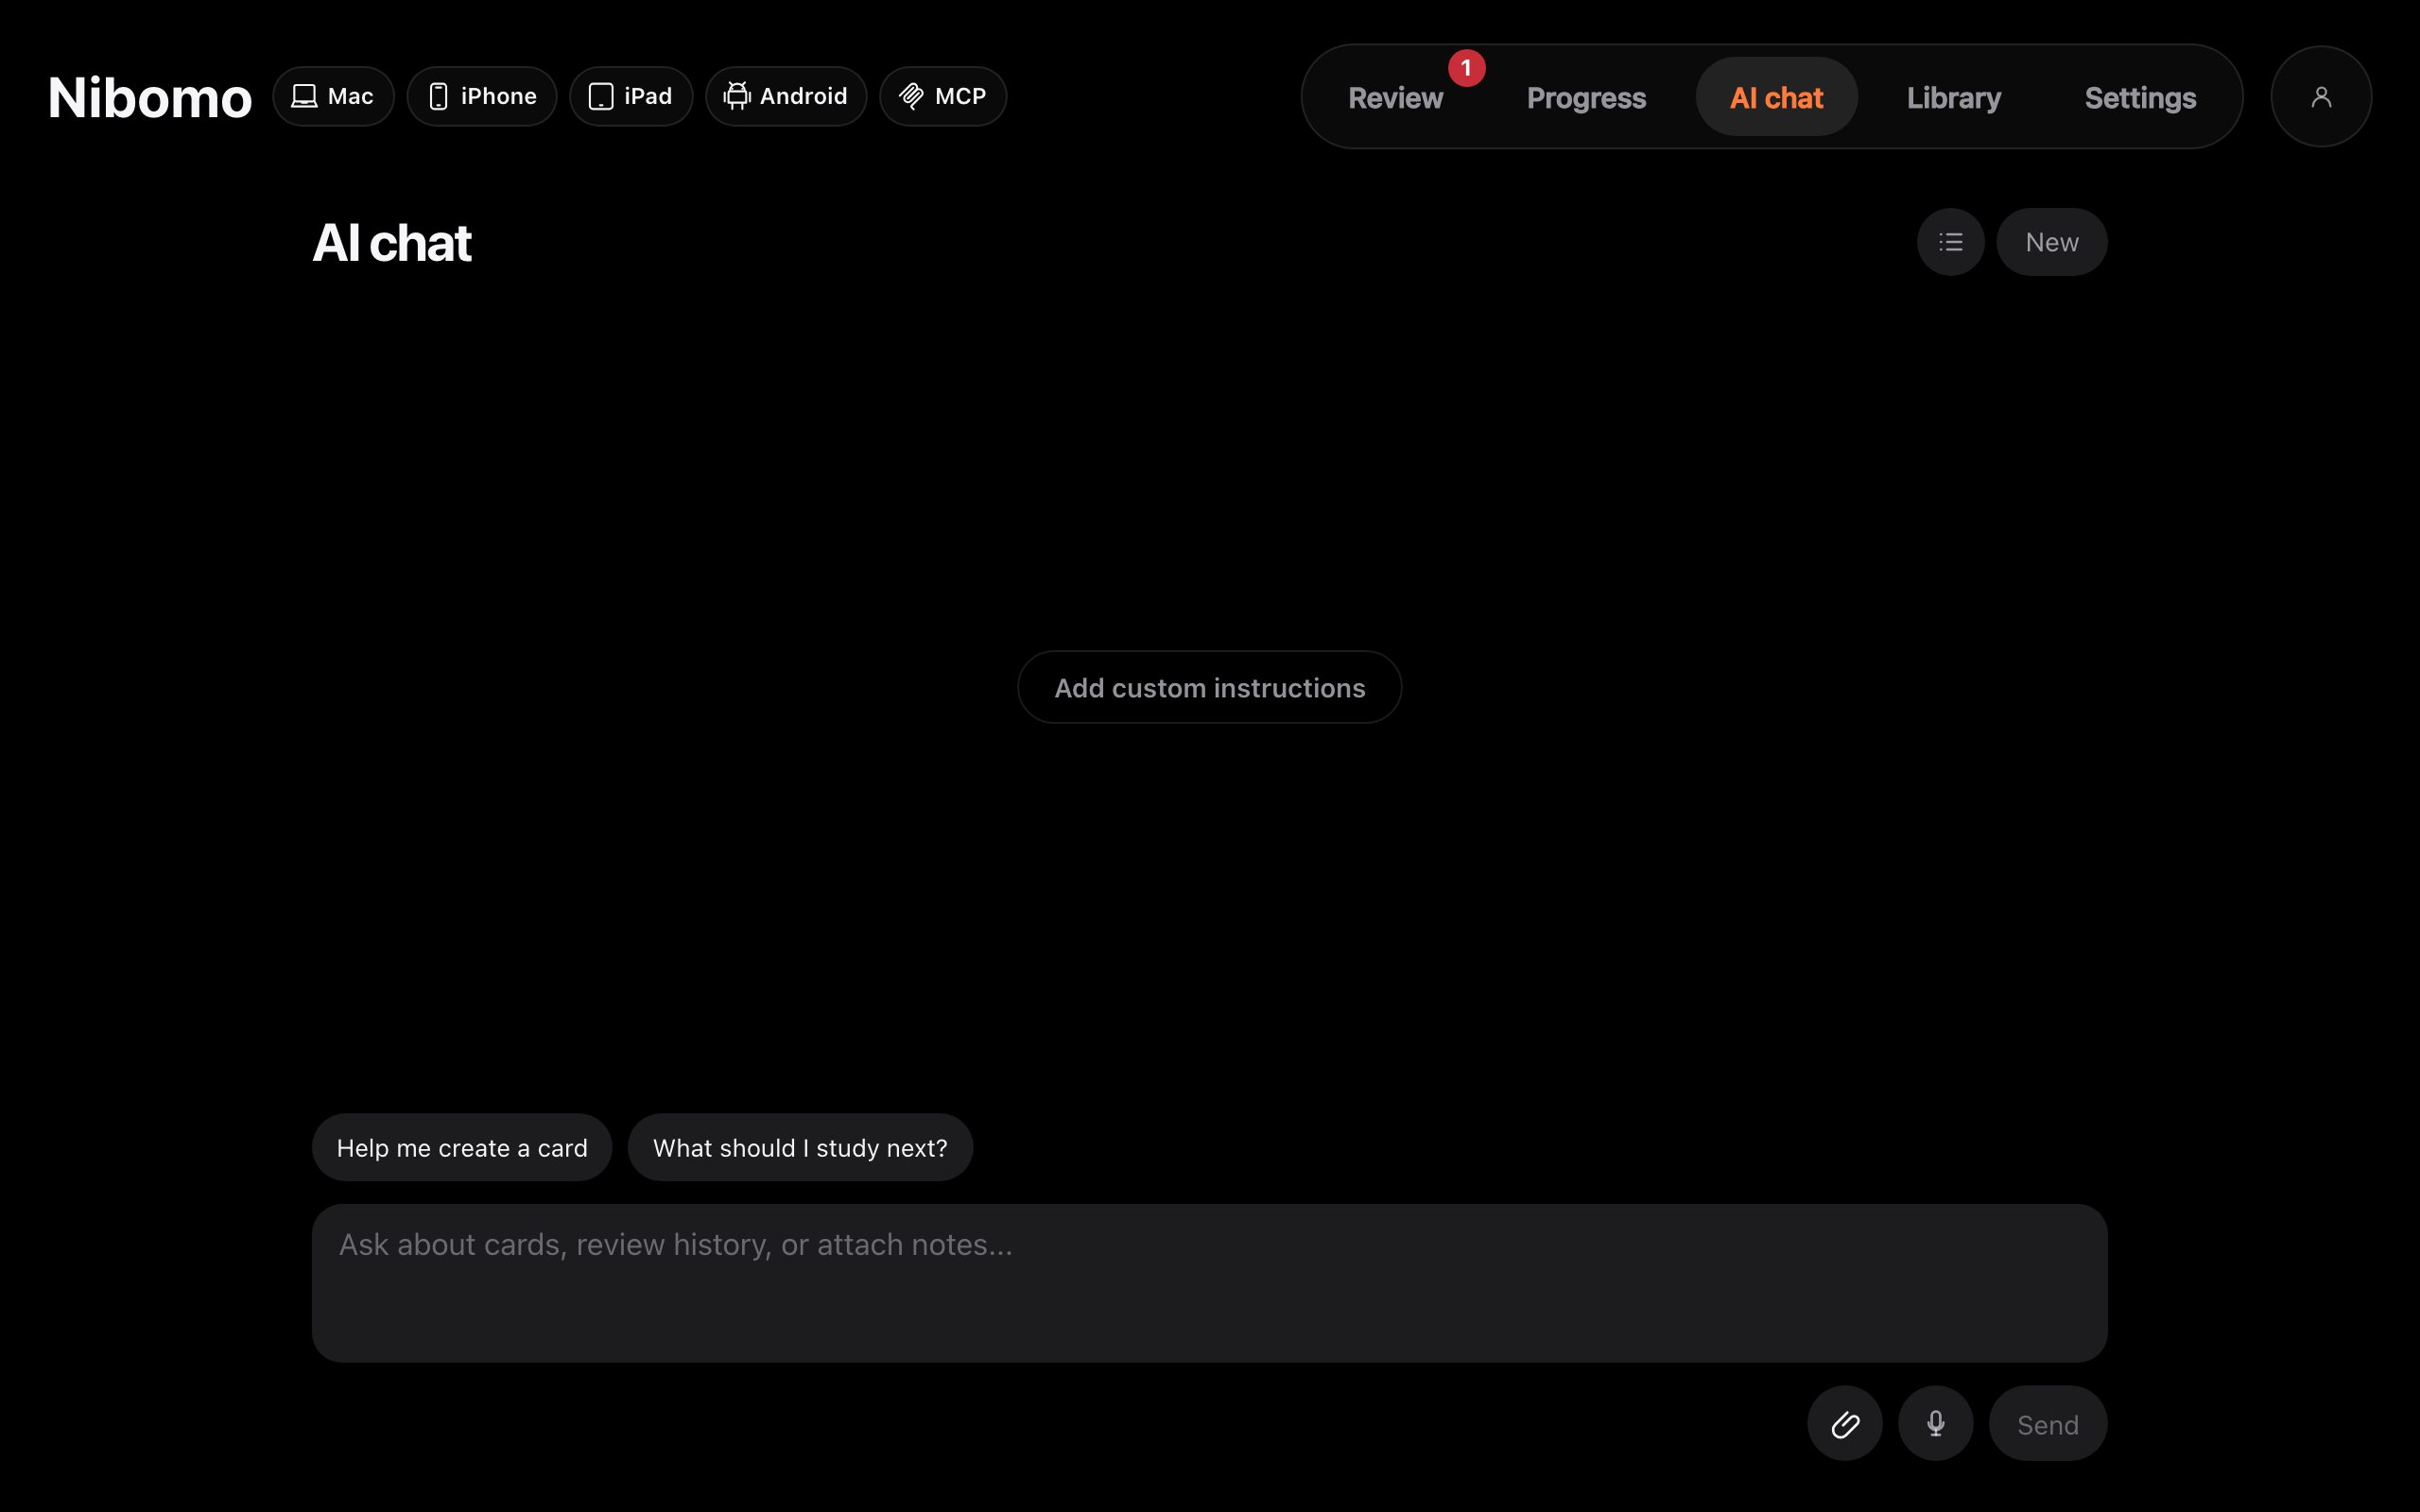 Nibomo
Mac
iPhone
iPad
Android
MCP
Review
1
Progress
AI chat
Library
Settings
AI chat
New
Add custom instructions
Help me create a card
What should I study next?
Ask about cards, review history, or attach notes...
Send